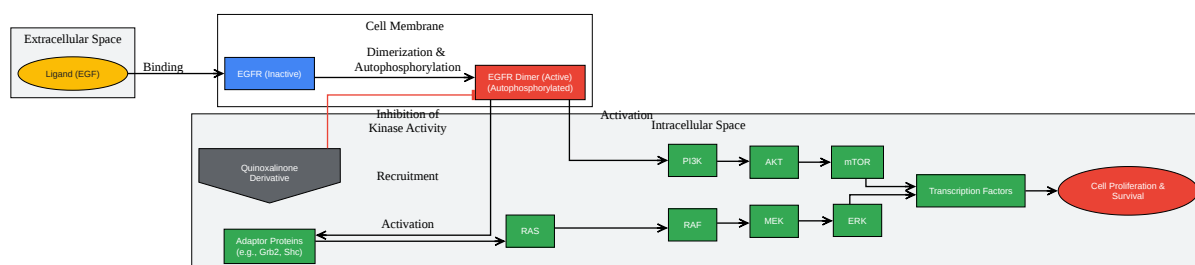 Cell Membrane
Extracellular Space
Ligand (EGF)
Binding
EGFR (Inactive)
Dimerization &
Autophosphorylation
EGFR Dimer (Active)
(Autophosphorylated)
Inhibition of
Kinase Activity
Activation
Intracellular Space
Quinoxalinone
Derivative
Recruitment
PI3K
AKT
mTOR
Transcription Factors
Cell Proliferation &
Survival
Activation
Adaptor Proteins
(e.g., Grb2, Shc)
RAS
RAF
MEK
ERK